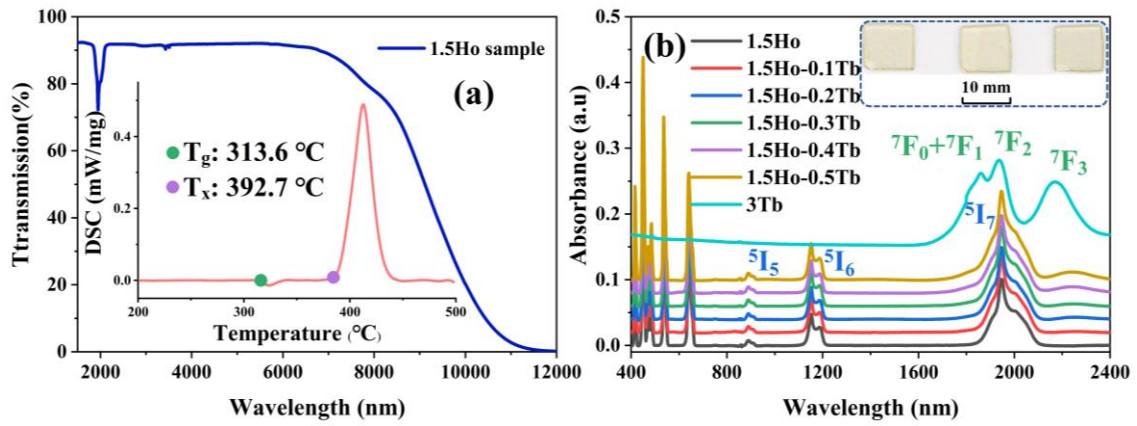 100
80
60
40
20
0
Ttransmission(%)
2000
4000
6000
8000
10000
12000
Wavelength (nm)
1.5Ho sample
(a)
DSC (mW/mg)
0.4
0.2
0.0
Tg: 313.6 ℃
Tx: 392.7 ℃
200
300
400
500
Temperature (℃)
0.5
0.4
0.3
0.2
0.1
0.0
Absorbance (a.u)
400
800
1200
1600
2000
2400
Wavelength (nm)
(b)
1.5Ho
1.5Ho-0.1Tb
1.5Ho-0.2Tb
1.5Ho-0.3Tb
1.5Ho-0.4Tb
1.5Ho-0.5Tb
3Tb
10 mm
⁷F₀+⁷F₁
⁷F₂
⁷F₃
⁵I₇
⁵I₅
⁵I₆